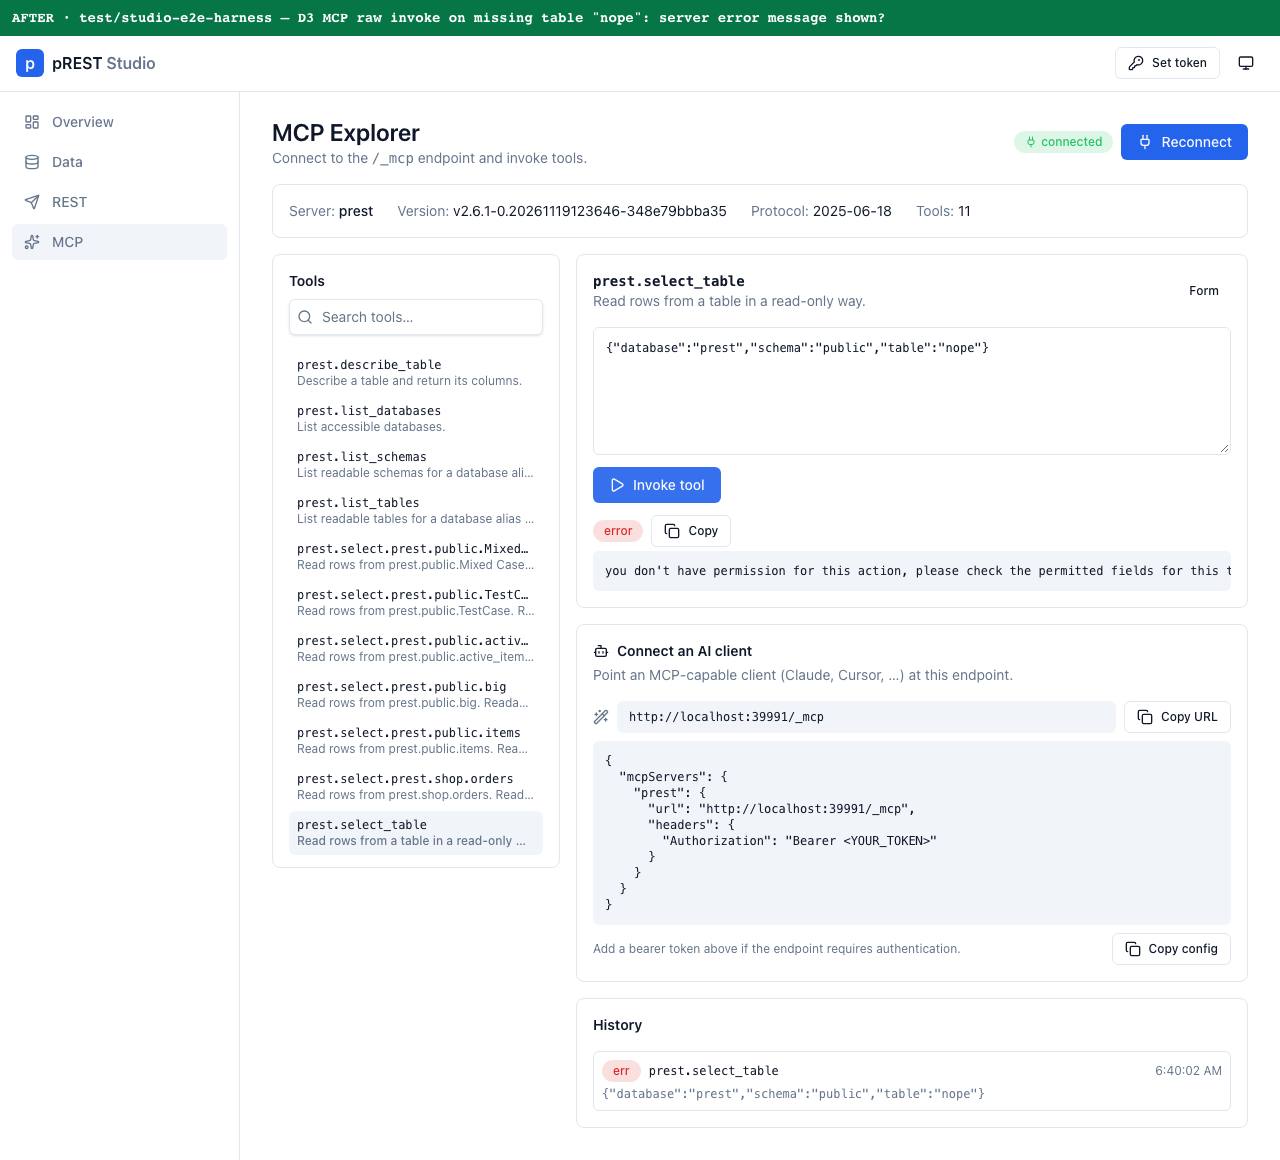 AFTER · test/studio-e2e-harness — D3 MCP raw invoke on missing table "nope": server error message shown?
p pREST Studio
Set token
Overview
Data
REST
MCP
MCP Explorer
Connect to the /_mcp endpoint and invoke tools.
connected
Reconnect
Server: prest Version: v2.6.1-0.20261119123646-348e79bbba35 Protocol: 2025-06-18 Tools: 11
Tools
Search tools…
prest.describe_table
Describe a table and return its columns.
prest.list_databases
List accessible databases.
prest.list_schemas
List readable schemas for a database ali…
prest.list_tables
List readable tables for a database alias …
prest.select.prest.public.Mixed…
Read rows from prest.public.Mixed Case…
prest.select.prest.public.TestC…
Read rows from prest.public.TestCase. R…
prest.select.prest.public.activ…
Read rows from prest.public.active_item…
prest.select.prest.public.big
Read rows from prest.public.big. Reada…
prest.select.prest.public.items
Read rows from prest.public.items. Rea…
prest.select.prest.shop.orders
Read rows from prest.shop.orders. Read…
prest.select_table
Read rows from a table in a read-only …
prest.select_table
Read rows from a table in a read-only way.
Form
{"database":"prest","schema":"public","table":"nope"}
Invoke tool
error
Copy
you don't have permission for this action, please check the permitted fields for this t
Connect an AI client
Point an MCP-capable client (Claude, Cursor, …) at this endpoint.
http://localhost:39991/_mcp
Copy URL
{
"mcpServers": {
"prest": {
"url": "http://localhost:39991/_mcp",
"headers": {
"Authorization": "Bearer <YOUR_TOKEN>"
}
}
}
}
Add a bearer token above if the endpoint requires authentication.
Copy config
History
err prest.select_table 6:40:02 AM
{"database":"prest","schema":"public","table":"nope"}